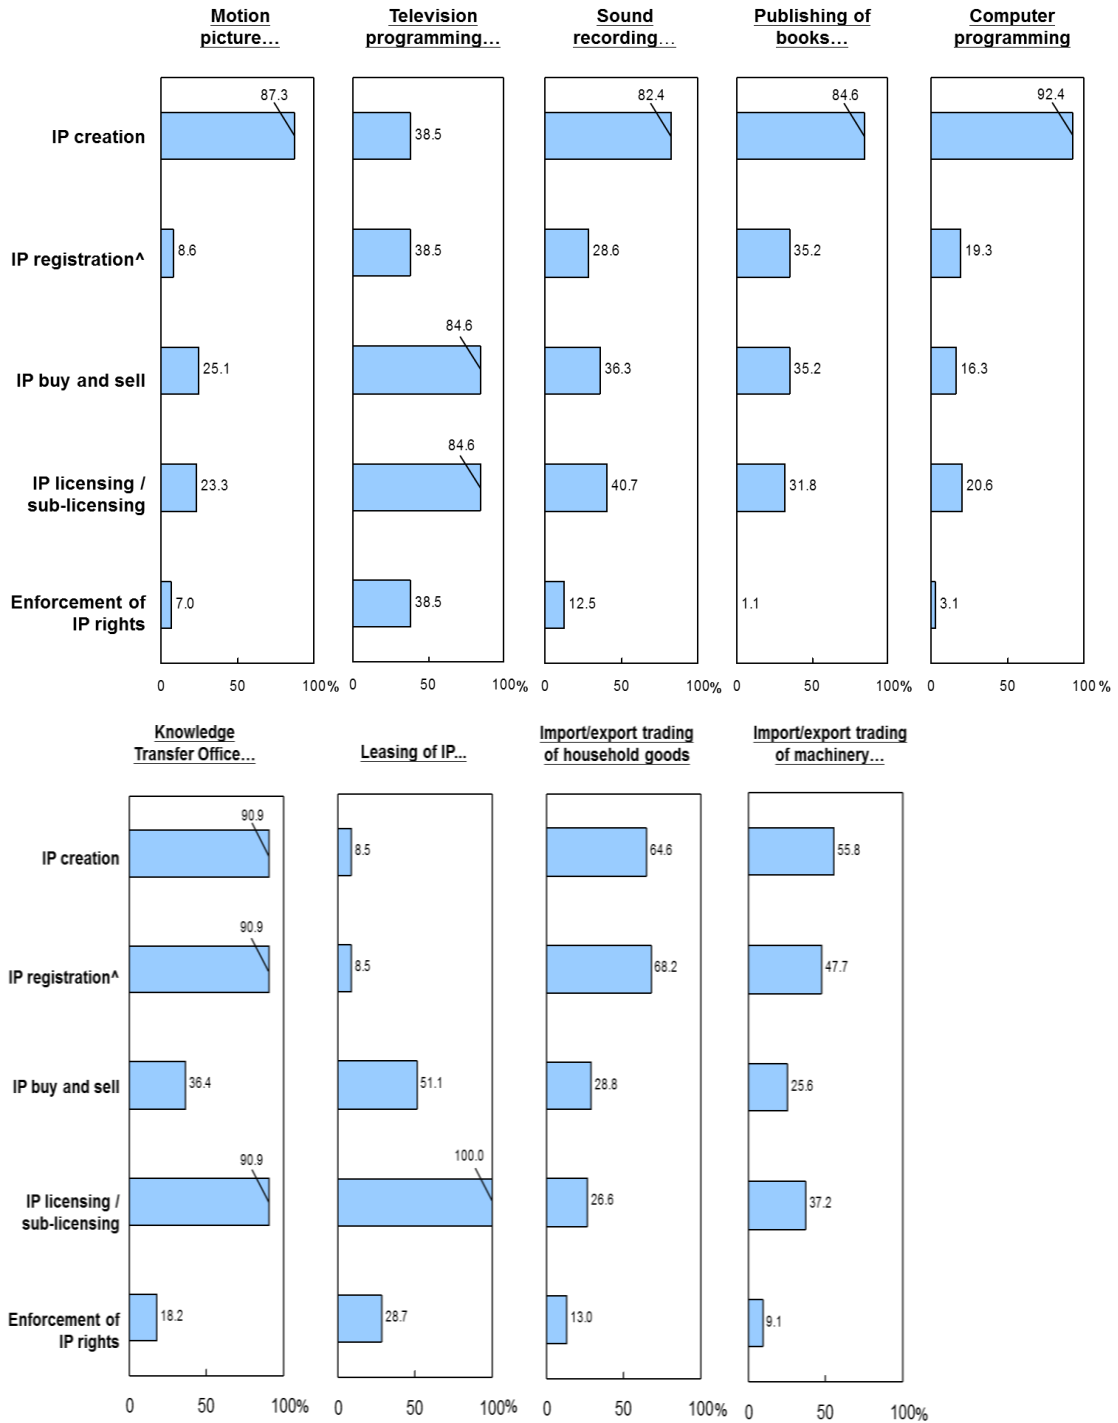 Motion
picture…
Television
programming…
Sound
recording…
Publishing of
books…
Computer
programming
IP creation
87.3
38.5
82.4
84.6
92.4
IP registration^
8.6
38.5
28.6
35.2
19.3
IP buy and sell
25.1
84.6
36.3
35.2
16.3
IP licensing /
sub-licensing
23.3
84.6
40.7
31.8
20.6
Enforcement of
IP rights
7.0
38.5
12.5
1.1
3.1
0 50 100%
0 50 100%
0 50 100%
0 50 100%
0 50 100%
Knowledge
Transfer Office…
Leasing of IP...
Import/export trading
of household goods
Import/export trading
of machinery…
IP creation
90.9
8.5
64.6
55.8
IP registration^
90.9
8.5
68.2
47.7
IP buy and sell
36.4
51.1
28.8
25.6
IP licensing /
sub-licensing
90.9
100.0
26.6
37.2
Enforcement of
IP rights
18.2
28.7
13.0
9.1
0 50 100%
0 50 100%
0 50 100%
0 50 100%